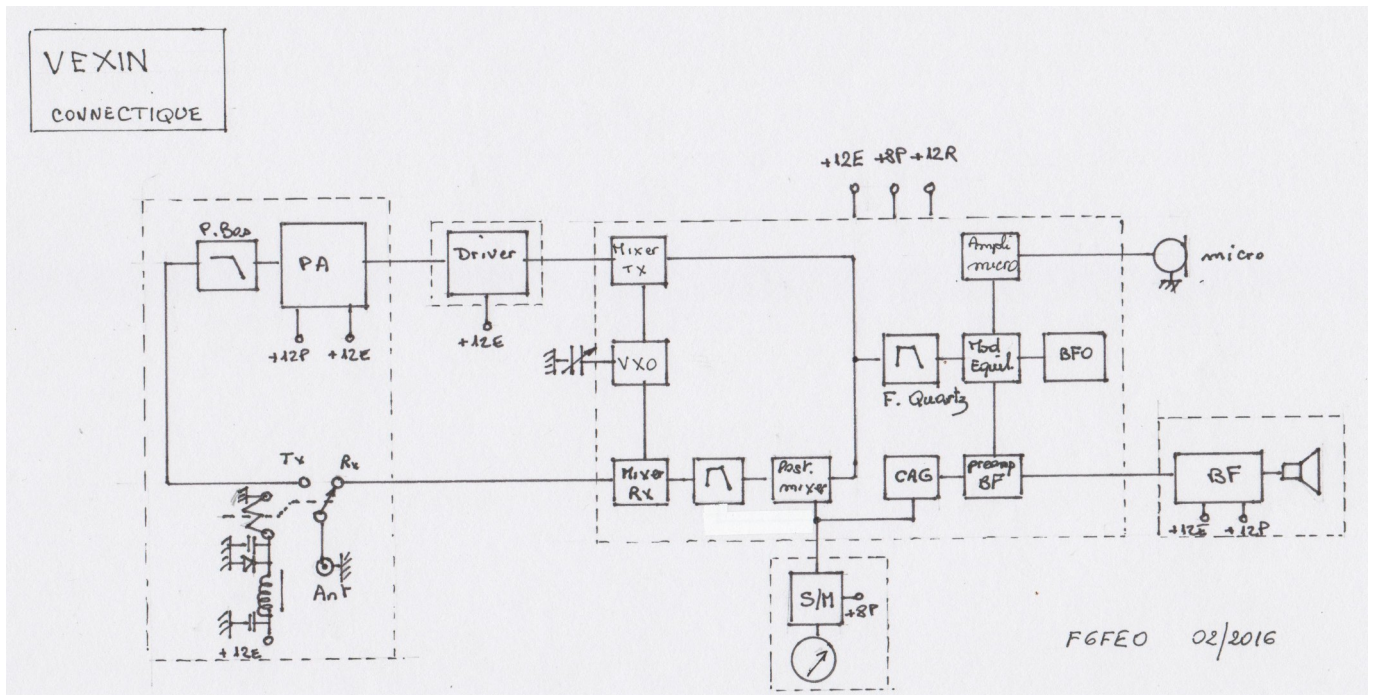 VEXIN
CONNECTIQUE
+12E +8P +12R
P.Bas
PA
Driver
Mixer
TX
Ampli
micro
micro
+12P +12E
+12E
VXO
F. Quartz
Mod
Equil
BFO
Tx Rx
Mixer
RX
Post.
mixer
CAG
preamp
BF
BF
+12E +12P
Ant
+12E
S/M
+8P
F6FEO 02/2016